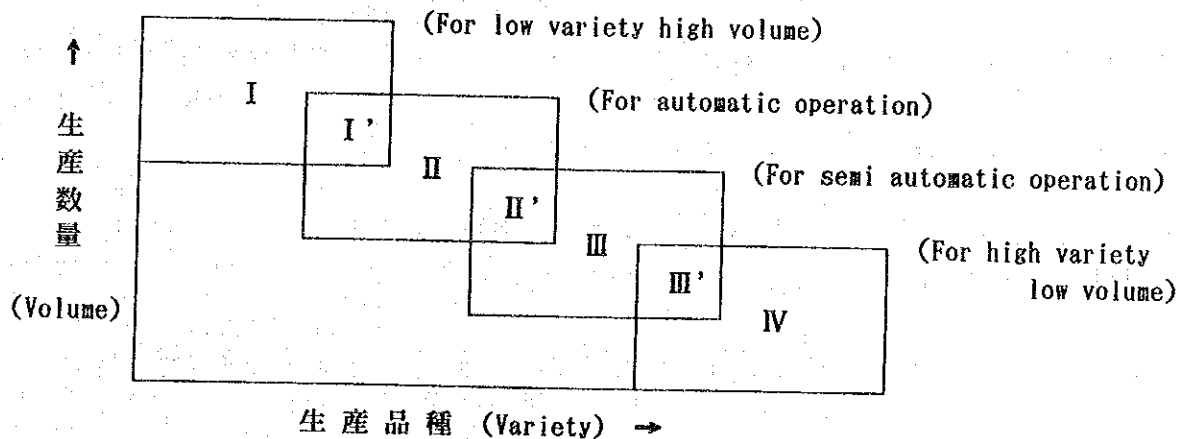 (For low variety high volume)
↑
I
(For automatic operation)
I'
生産数量
II
(For semi automatic operation)
II'
III
(For high variety
low volume)
III'
(Volume)
IV
生産品種 (Variety) →